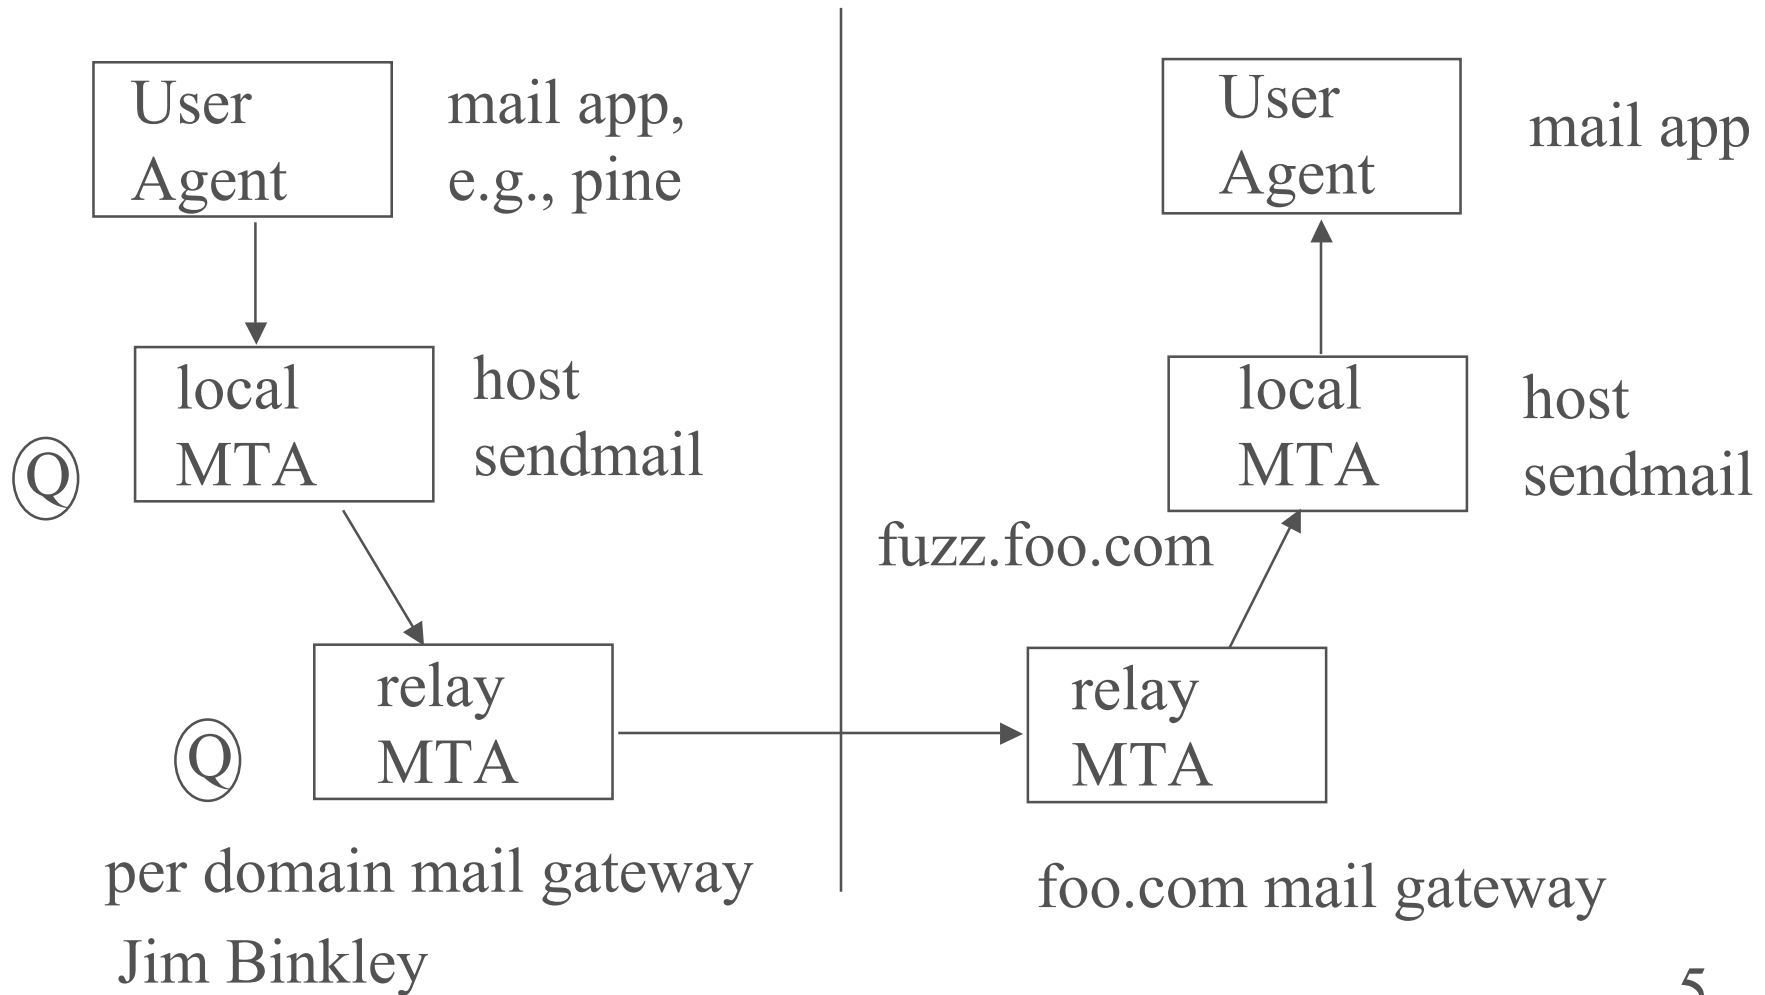 User
Agent
mail app,
e.g., pine
local
MTA
host
sendmail
Q
relay
MTA
Q
per domain mail gateway
Jim Binkley
User
Agent
mail app
local
MTA
host
sendmail
fuzz.foo.com
relay
MTA
foo.com mail gateway
5